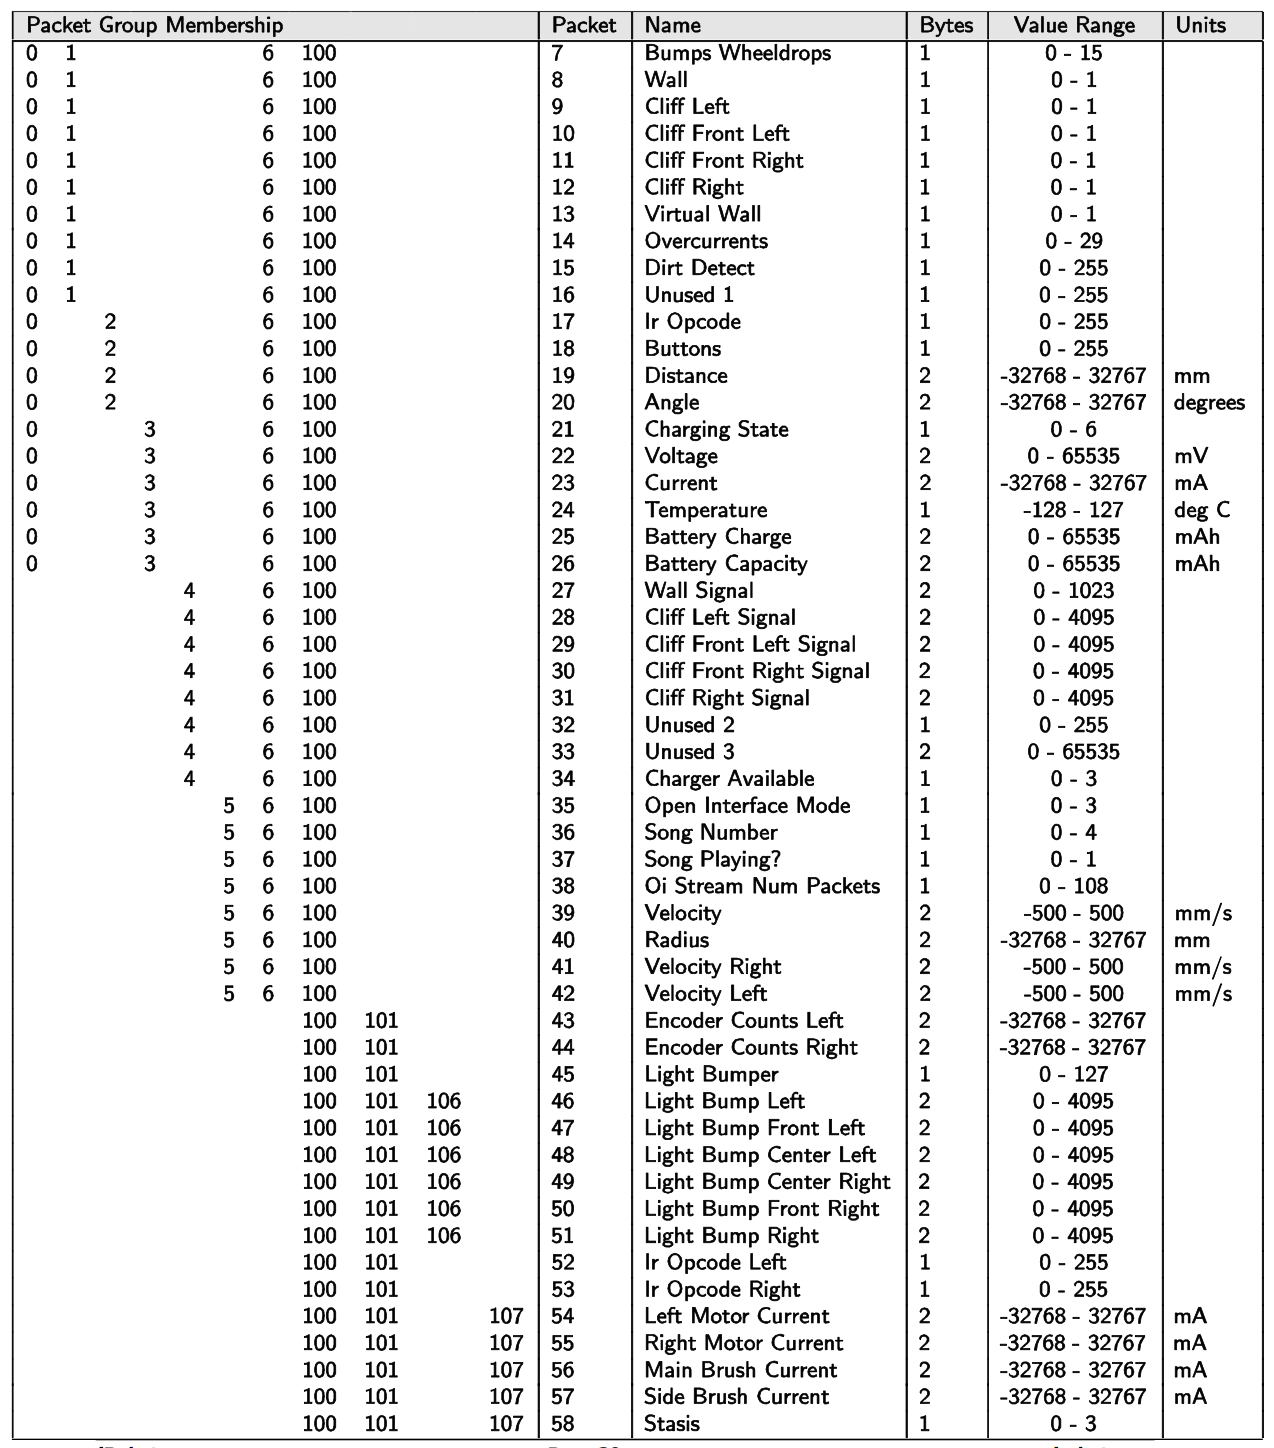 Packet Group Membership Packet Name Bytes Value Range Units
0 1 6 100 7 Bumps Wheeldrops 1 0 - 15
0 1 6 100 8 Wall 1 0 - 1
0 1 6 100 9 Cliff Left 1 0 - 1
0 1 6 100 10 Cliff Front Left 1 0 - 1
0 1 6 100 11 Cliff Front Right 1 0 - 1
0 1 6 100 12 Cliff Right 1 0 - 1
0 1 6 100 13 Virtual Wall 1 0 - 1
0 1 6 100 14 Overcurrents 1 0 - 29
0 1 6 100 15 Dirt Detect 1 0 - 255
0 1 6 100 16 Unused 1 1 0 - 255
0 2 6 100 17 Ir Opcode 1 0 - 255
0 2 6 100 18 Buttons 1 0 - 255
0 2 6 100 19 Distance 2 -32768 - 32767 mm
0 2 6 100 20 Angle 2 -32768 - 32767 degrees
0 3 6 100 21 Charging State 1 0 - 6
0 3 6 100 22 Voltage 2 0 - 65535 mV
0 3 6 100 23 Current 2 -32768 - 32767 mA
0 3 6 100 24 Temperature 1 -128 - 127 deg C
0 3 6 100 25 Battery Charge 2 0 - 65535 mAh
0 3 6 100 26 Battery Capacity 2 0 - 65535 mAh
4 6 100 27 Wall Signal 2 0 - 1023
4 6 100 28 Cliff Left Signal 2 0 - 4095
4 6 100 29 Cliff Front Left Signal 2 0 - 4095
4 6 100 30 Cliff Front Right Signal 2 0 - 4095
4 6 100 31 Cliff Right Signal 2 0 - 4095
4 6 100 32 Unused 2 1 0 - 255
4 6 100 33 Unused 3 2 0 - 65535
4 6 100 34 Charger Available 1 0 - 3
5 6 100 35 Open Interface Mode 1 0 - 3
5 6 100 36 Song Number 1 0 - 4
5 6 100 37 Song Playing? 1 0 - 1
5 6 100 38 Oi Stream Num Packets 1 0 - 108
5 6 100 39 Velocity 2 -500 - 500 mm/s
5 6 100 40 Radius 2 -32768 - 32767 mm
5 6 100 41 Velocity Right 2 -500 - 500 mm/s
5 6 100 42 Velocity Left 2 -500 - 500 mm/s
100 101 43 Encoder Counts Left 2 -32768 - 32767
100 101 44 Encoder Counts Right 2 -32768 - 32767
100 101 45 Light Bumper 1 0 - 127
100 101 106 46 Light Bump Left 2 0 - 4095
100 101 106 47 Light Bump Front Left 2 0 - 4095
100 101 106 48 Light Bump Center Left 2 0 - 4095
100 101 106 49 Light Bump Center Right 2 0 - 4095
100 101 106 50 Light Bump Front Right 2 0 - 4095
100 101 106 51 Light Bump Right 2 0 - 4095
100 101 52 Ir Opcode Left 1 0 - 255
100 101 53 Ir Opcode Right 1 0 - 255
100 101 107 54 Left Motor Current 2 -32768 - 32767 mA
100 101 107 55 Right Motor Current 2 -32768 - 32767 mA
100 101 107 56 Main Brush Current 2 -32768 - 32767 mA
100 101 107 57 Side Brush Current 2 -32768 - 32767 mA
100 101 107 58 Stasis 1 0 - 3